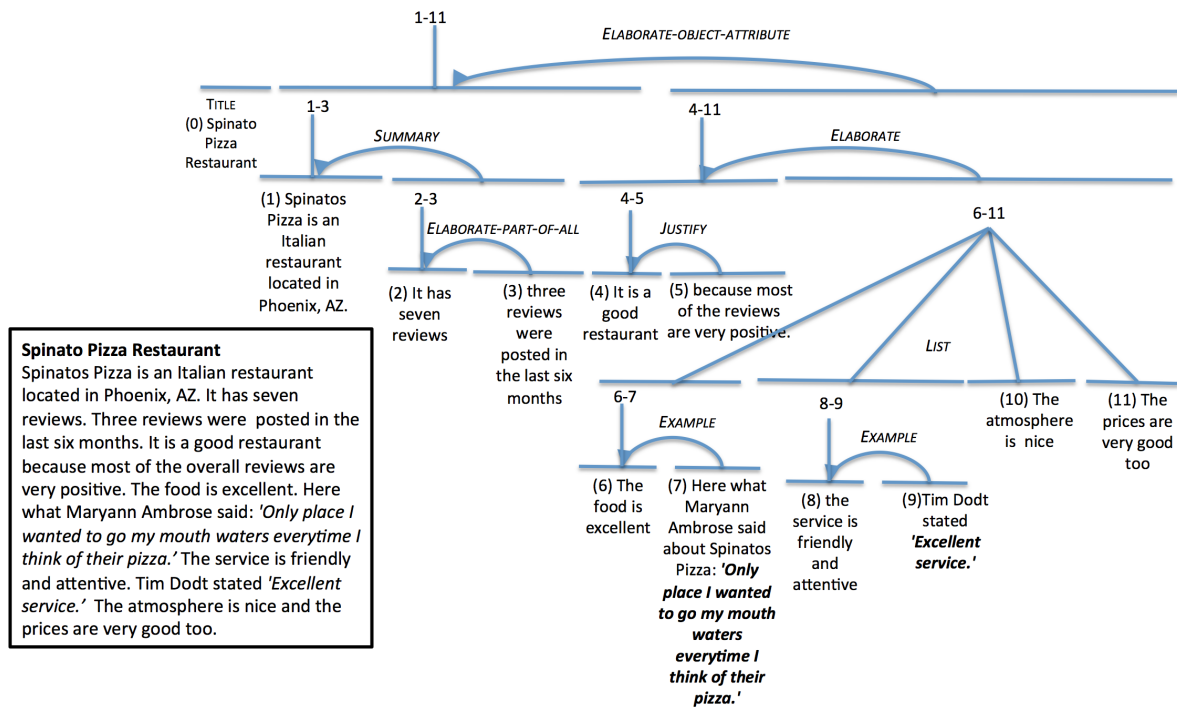 1-11
ELABORATE-OBJECT-ATTRIBUTE
TITLE
(0) Spinato
Pizza
Restaurant
1-3
SUMMARY
4-11
ELABORATE
(1) Spinatos
Pizza is an
Italian
restaurant
located in
Phoenix, AZ.
2-3
ELABORATE-PART-OF-ALL
4-5
JUSTIFY
6-11
(2) It has
seven
reviews
(3) three
reviews
were
posted in
the last six
months
(4) It is a
good
restaurant
(5) because most
of the reviews
are very positive.
LIST
6-7
EXAMPLE
8-9
EXAMPLE
(10) The
atmosphere
is nice
(11) The
prices are
very good
too
(6) The
food is
excellent
(7) Here what
Maryann
Ambrose said
about Spinatos
Pizza: 'Only
place I wanted
to go my mouth
waters
everytime I
think of their
pizza.'
(8) the
service is
friendly
and
attentive
(9)Tim Dodt
stated
'Excellent
service.'
Spinato Pizza Restaurant
Spinatos Pizza is an Italian restaurant
located in Phoenix, AZ. It has seven
reviews. Three reviews were posted in the
last six months. It is a good restaurant
because most of the overall reviews are
very positive. The food is excellent. Here
what Maryann Ambrose said: 'Only place I
wanted to go my mouth waters everytime I
think of their pizza.' The service is friendly
and attentive. Tim Dodt stated 'Excellent
service.' The atmosphere is nice and the
prices are very good too.